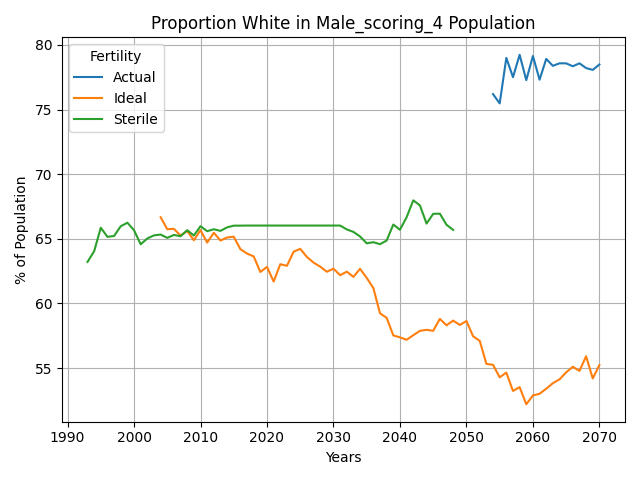 Proportion White in Male_scoring_4 Population
Fertility
Actual
Ideal
Sterile
% of Population
80
75
70
65
60
55
1990 2000 2010 2020 2030 2040 2050 2060 2070
Years